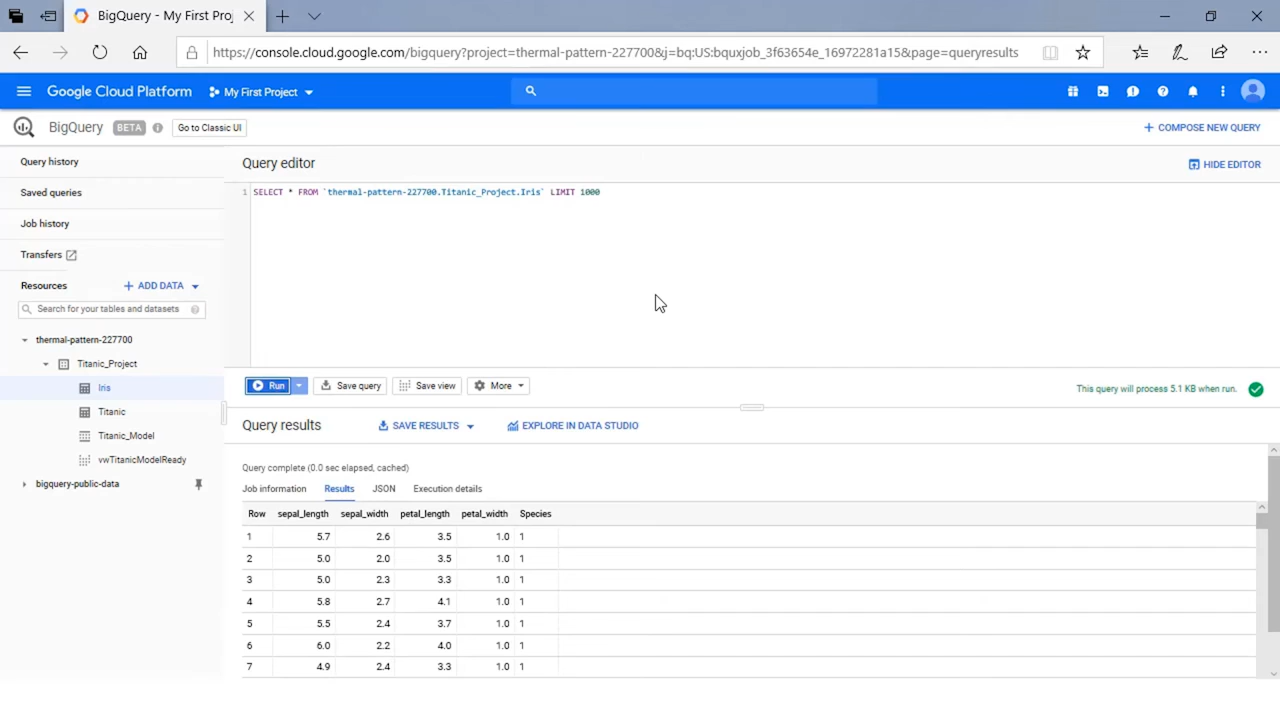 BigQuery - My First Proj
https://console.cloud.google.com/bigquery?project=thermal-pattern-227700&j=bq:US:bquxjob_3f63654e_16972281a15&page=queryresults
Google Cloud Platform My First Project
BigQuery BETA Go to Classic UI COMPOSE NEW QUERY
Query history
Saved queries
Job history
Transfers
Resources ADD DATA
Search for your tables and datasets
thermal-pattern-227700
Titanic_Project
Iris
Titanic
Titanic_Model
vwTitanicModelReady
bigquery-public-data
Query editor HIDE EDITOR
1 SELECT * FROM `thermal-pattern-227700.Titanic_Project.Iris` LIMIT 1000
Run Save query Save view More This query will process 5.1 KB when run.
Query results SAVE RESULTS EXPLORE IN DATA STUDIO
Query complete (0.0 sec elapsed, cached)
Job information Results JSON Execution details
Row sepal_length sepal_width petal_length petal_width Species
1 5.7 2.6 3.5 1.0 1
2 5.0 2.0 3.5 1.0 1
3 5.0 2.3 3.3 1.0 1
4 5.8 2.7 4.1 1.0 1
5 5.5 2.4 3.7 1.0 1
6 6.0 2.2 4.0 1.0 1
7 4.9 2.4 3.3 1.0 1